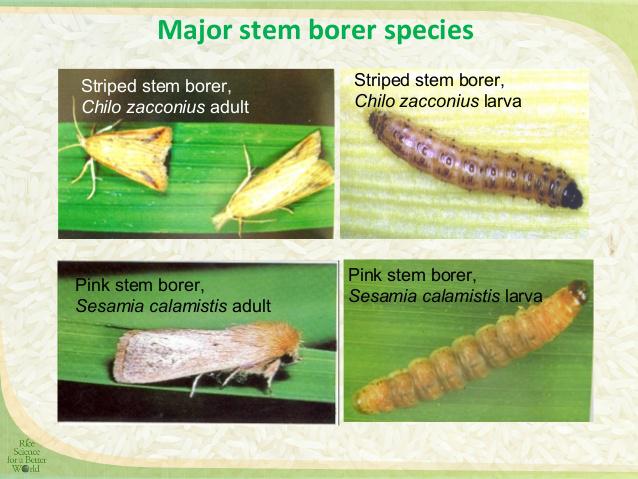 Major stem borer species
Striped stem borer,
Chilo zacconius adult
Striped stem borer,
Chilo zacconius larva
Pink stem borer,
Sesamia calamistis adult
Pink stem borer,
Sesamia calamistis larva
Rice
Science
for a Better
World